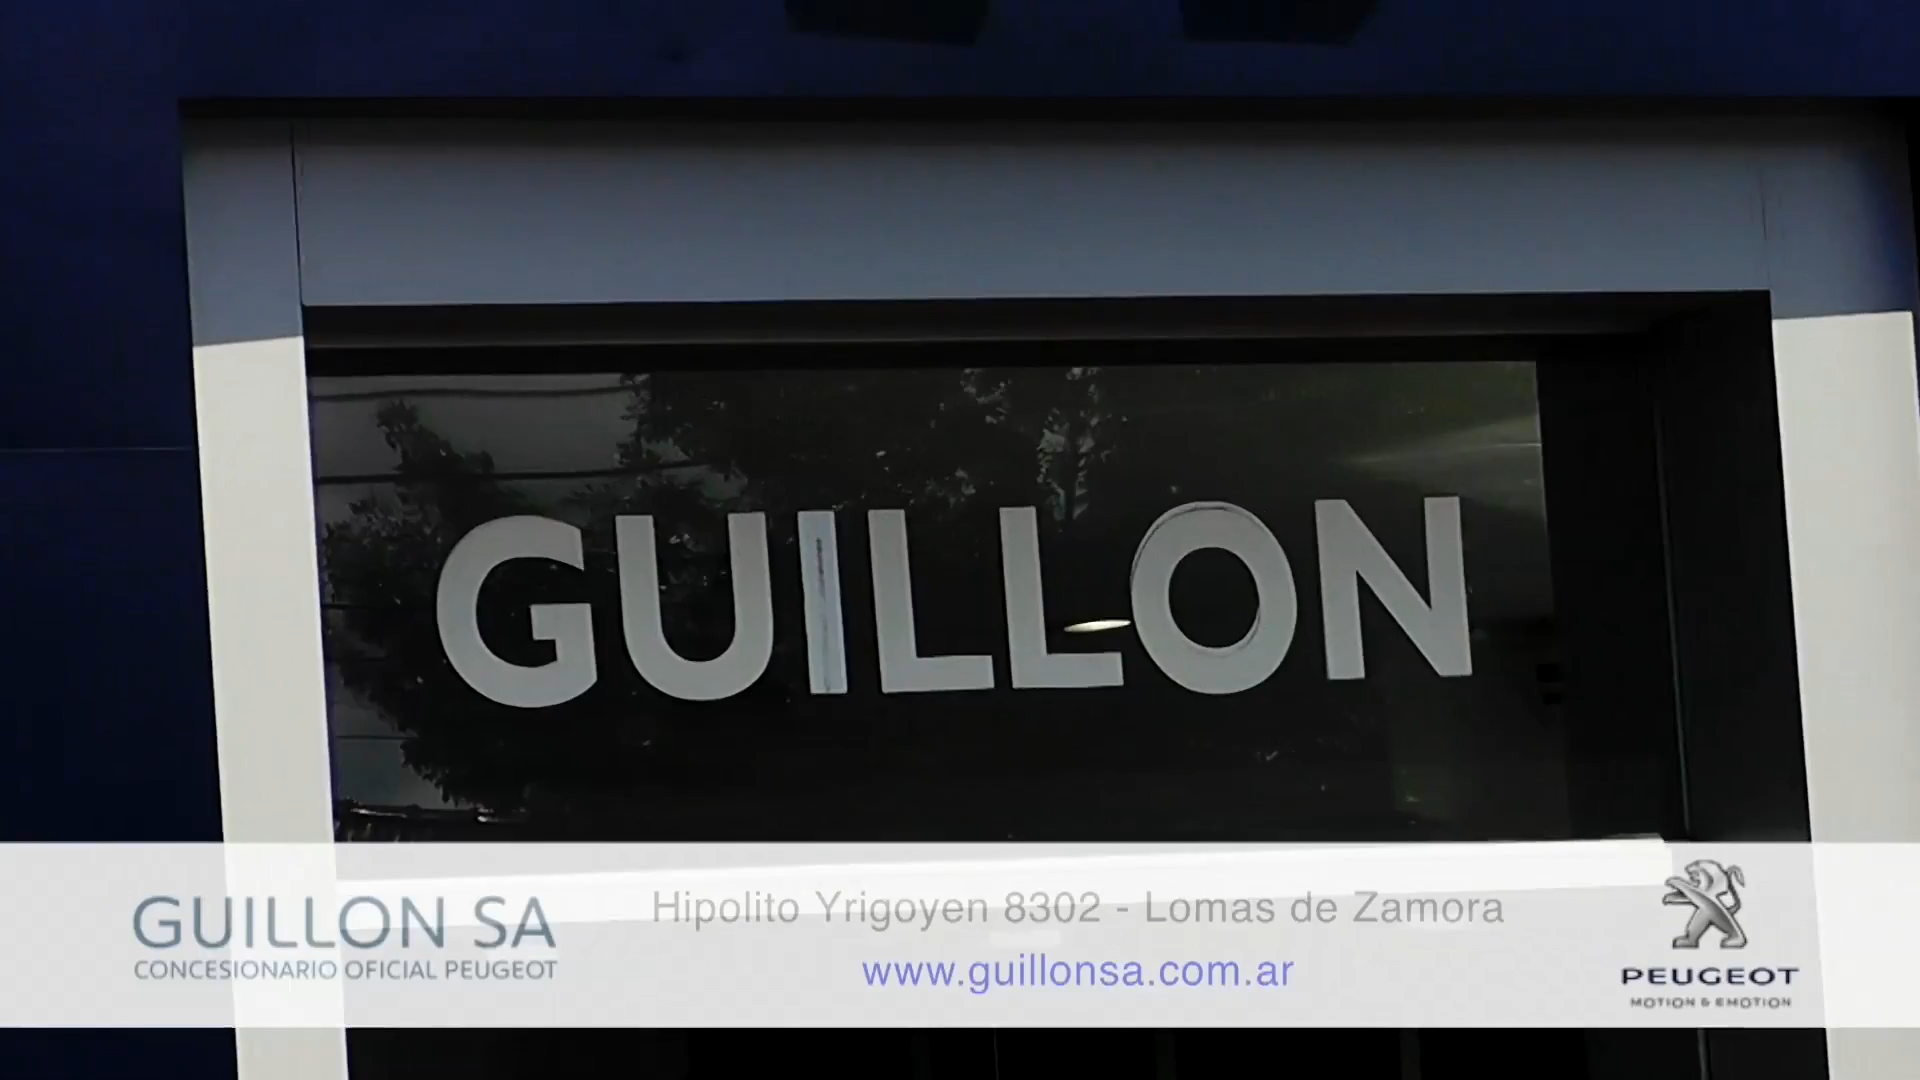 GUILLON
GUILLON SA
CONCESIONARIO OFICIAL PEUGEOT
Hipolito Yrigoyen 8302 - Lomas de Zamora
www.guillonsa.com.ar
PEUGEOT
MOTION & EMOTION